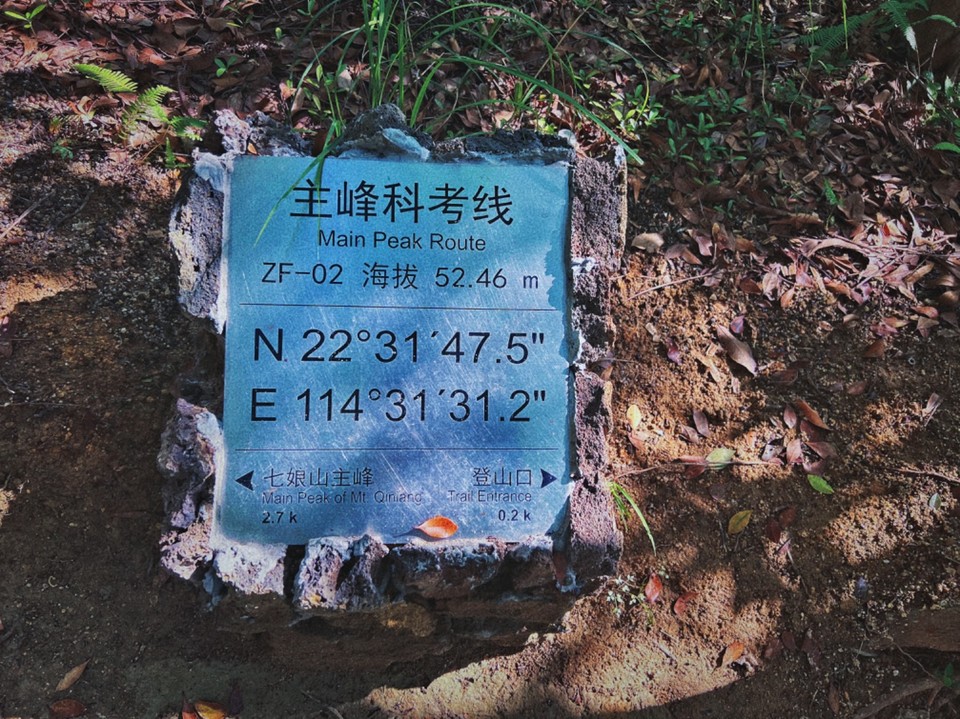 主峰科考线
Main Peak Route
ZF-02 海拔 52.46 m
N 22°31′47.5"
E 114°31′31.2"
七娘山主峰
Main Peak of Mt. Qiniang
2.7 k
登山口
Trail Entrance
0.2 k